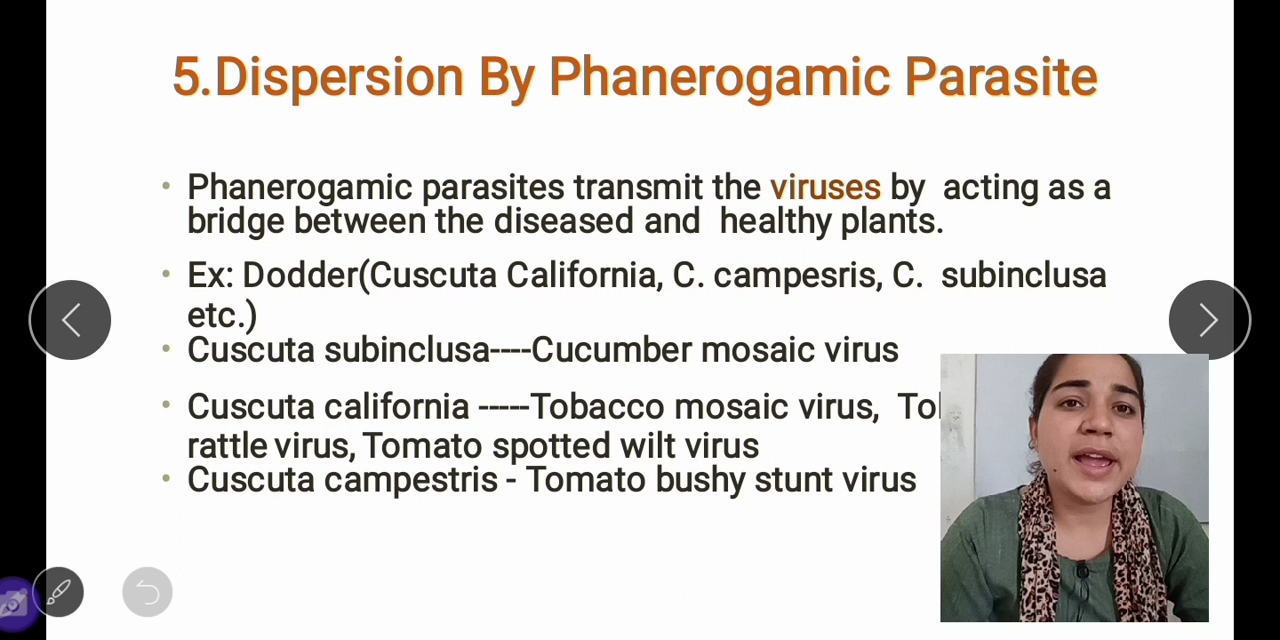 5.Dispersion By Phanerogamic Parasite
Phanerogamic parasites transmit the viruses by acting as a
bridge between the diseased and healthy plants.
Ex: Dodder(Cuscuta California, C. campesris, C. subinclusa
etc.)
Cuscuta subinclusa----Cucumber mosaic virus
Cuscuta california -----Tobacco mosaic virus,
rattle virus, Tomato spotted wilt virus
Cuscuta campestris - Tomato bushy stunt virus